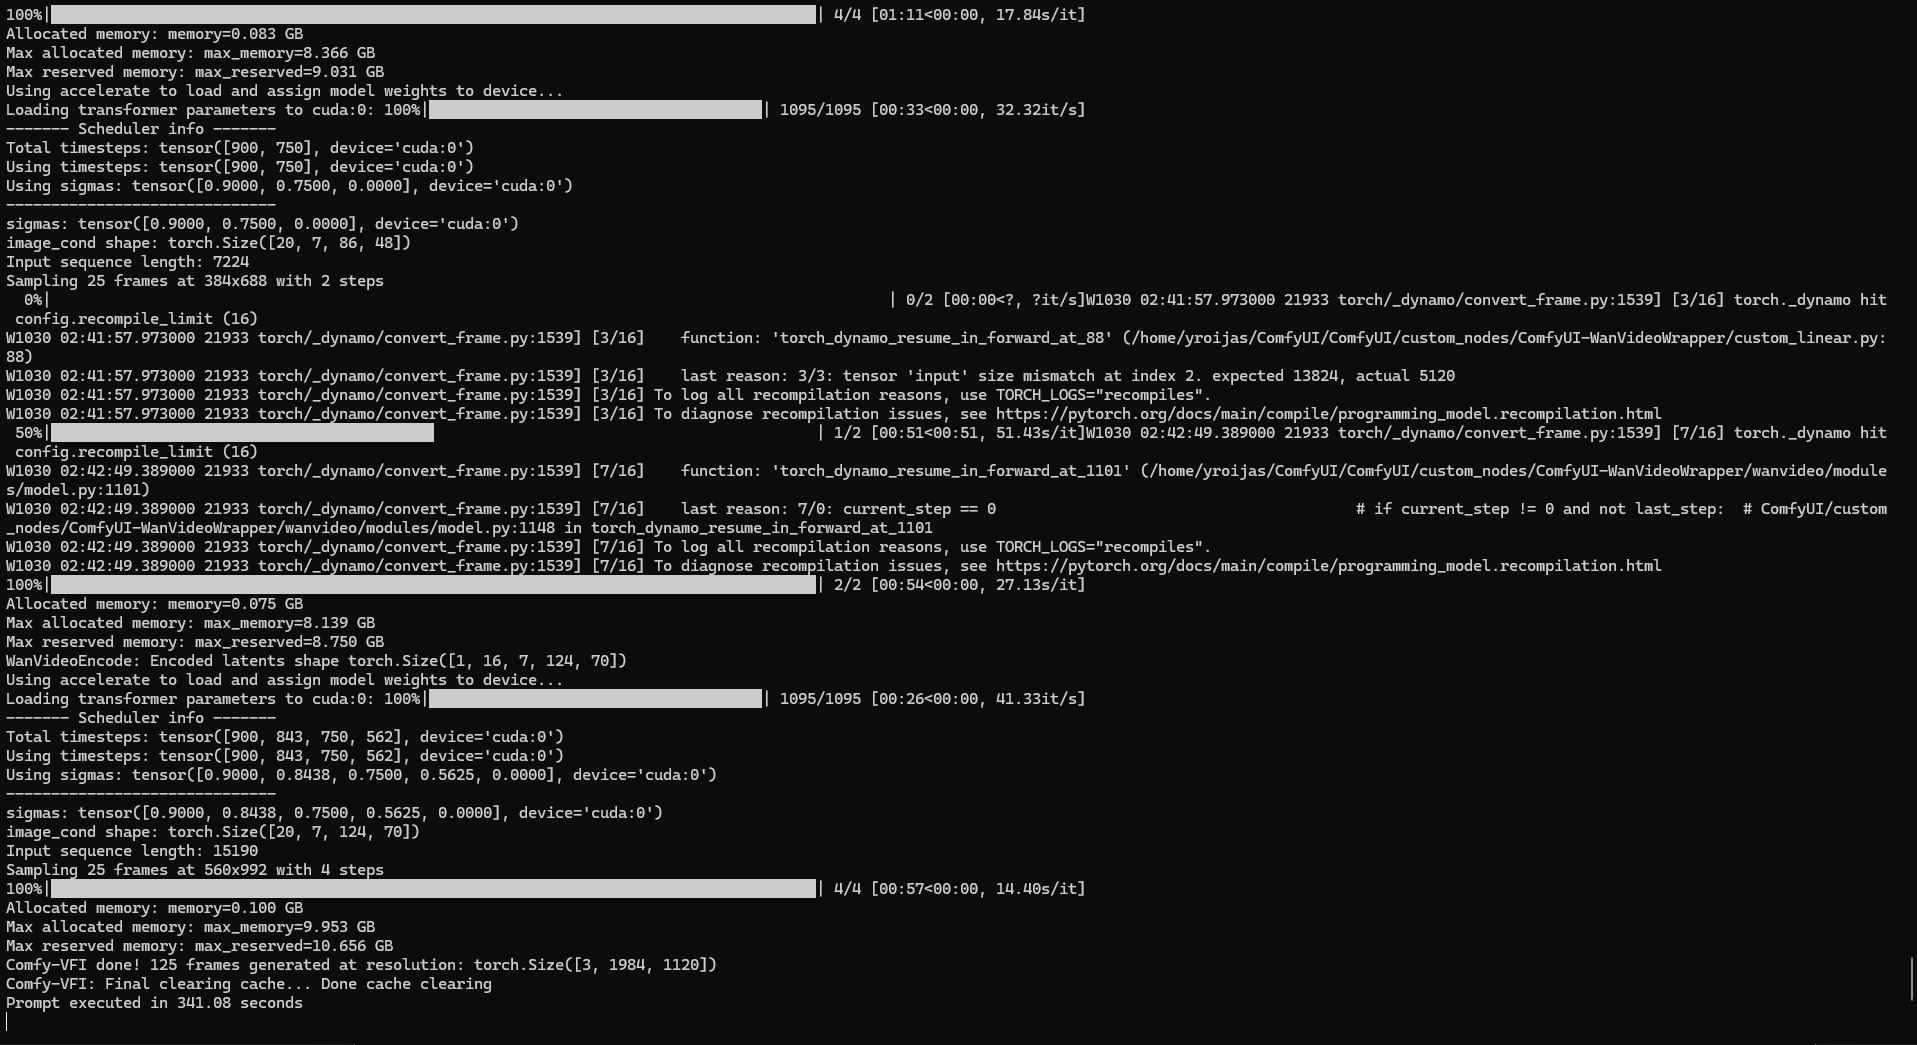 100%|| 4/4 [01:11<00:00, 17.84s/it]
Allocated memory: memory=0.083 GB
Max allocated memory: max_memory=8.366 GB
Max reserved memory: max_reserved=9.031 GB
Using accelerate to load and assign model weights to device...
Loading transformer parameters to cuda:0: 100%|| 1095/1095 [00:33<00:00, 32.32it/s]
------- Scheduler info -------
Total timesteps: tensor([900, 750], device='cuda:0')
Using timesteps: tensor([900, 750], device='cuda:0')
Using sigmas: tensor([0.9000, 0.7500, 0.0000], device='cuda:0')
------------------------------
sigmas: tensor([0.9000, 0.7500, 0.0000], device='cuda:0')
image_cond shape: torch.Size([20, 7, 86, 48])
Input sequence length: 7224
Sampling 25 frames at 384x688 with 2 steps
0%| | 0/2 [00:00<?, ?it/s]W1030 02:41:57.973000 21933 torch/_dynamo/convert_frame.py:1539] [3/16] torch._dynamo hit
config.recompile_limit (16)
W1030 02:41:57.973000 21933 torch/_dynamo/convert_frame.py:1539] [3/16]    function: 'torch_dynamo_resume_in_forward_at_88' (/home/yroijas/ComfyUI/ComfyUI/custom_nodes/ComfyUI-WanVideoWrapper/custom_linear.py:
88)
W1030 02:41:57.973000 21933 torch/_dynamo/convert_frame.py:1539] [3/16]    last reason: 3/3: tensor 'input' size mismatch at index 2. expected 13824, actual 5120
W1030 02:41:57.973000 21933 torch/_dynamo/convert_frame.py:1539] [3/16] To log all recompilation reasons, use TORCH_LOGS="recompiles".
W1030 02:41:57.973000 21933 torch/_dynamo/convert_frame.py:1539] [3/16] To diagnose recompilation issues, see https://pytorch.org/docs/main/compile/programming_model.recompilation.html
50%| | 1/2 [00:51<00:51, 51.43s/it]W1030 02:42:49.389000 21933 torch/_dynamo/convert_frame.py:1539] [7/16] torch._dynamo hit
config.recompile_limit (16)
W1030 02:42:49.389000 21933 torch/_dynamo/convert_frame.py:1539] [7/16]    function: 'torch_dynamo_resume_in_forward_at_1101' (/home/yroijas/ComfyUI/ComfyUI/custom_nodes/ComfyUI-WanVideoWrapper/wanvideo/module
s/model.py:1101)
W1030 02:42:49.389000 21933 torch/_dynamo/convert_frame.py:1539] [7/16]    last reason: 7/0: current_step == 0 # if current_step != 0 and not last_step:  # ComfyUI/custom
_nodes/ComfyUI-WanVideoWrapper/wanvideo/modules/model.py:1148 in torch_dynamo_resume_in_forward_at_1101
W1030 02:42:49.389000 21933 torch/_dynamo/convert_frame.py:1539] [7/16] To log all recompilation reasons, use TORCH_LOGS="recompiles".
W1030 02:42:49.389000 21933 torch/_dynamo/convert_frame.py:1539] [7/16] To diagnose recompilation issues, see https://pytorch.org/docs/main/compile/programming_model.recompilation.html
100%|| 2/2 [00:54<00:00, 27.13s/it]
Allocated memory: memory=0.075 GB
Max allocated memory: max_memory=8.139 GB
Max reserved memory: max_reserved=8.750 GB
WanVideoEncode: Encoded latents shape torch.Size([1, 16, 7, 124, 70])
Using accelerate to load and assign model weights to device...
Loading transformer parameters to cuda:0: 100%|| 1095/1095 [00:26<00:00, 41.33it/s]
------- Scheduler info -------
Total timesteps: tensor([900, 843, 750, 562], device='cuda:0')
Using timesteps: tensor([900, 843, 750, 562], device='cuda:0')
Using sigmas: tensor([0.9000, 0.8438, 0.7500, 0.5625, 0.0000], device='cuda:0')
------------------------------
sigmas: tensor([0.9000, 0.8438, 0.7500, 0.5625, 0.0000], device='cuda:0')
image_cond shape: torch.Size([20, 7, 124, 70])
Input sequence length: 15190
Sampling 25 frames at 560x992 with 4 steps
100%|| 4/4 [00:57<00:00, 14.40s/it]
Allocated memory: memory=0.100 GB
Max allocated memory: max_memory=9.953 GB
Max reserved memory: max_reserved=10.656 GB
Comfy-VFI done! 125 frames generated at resolution: torch.Size([3, 1984, 1120])
Comfy-VFI: Final clearing cache... Done cache clearing
Prompt executed in 341.08 seconds